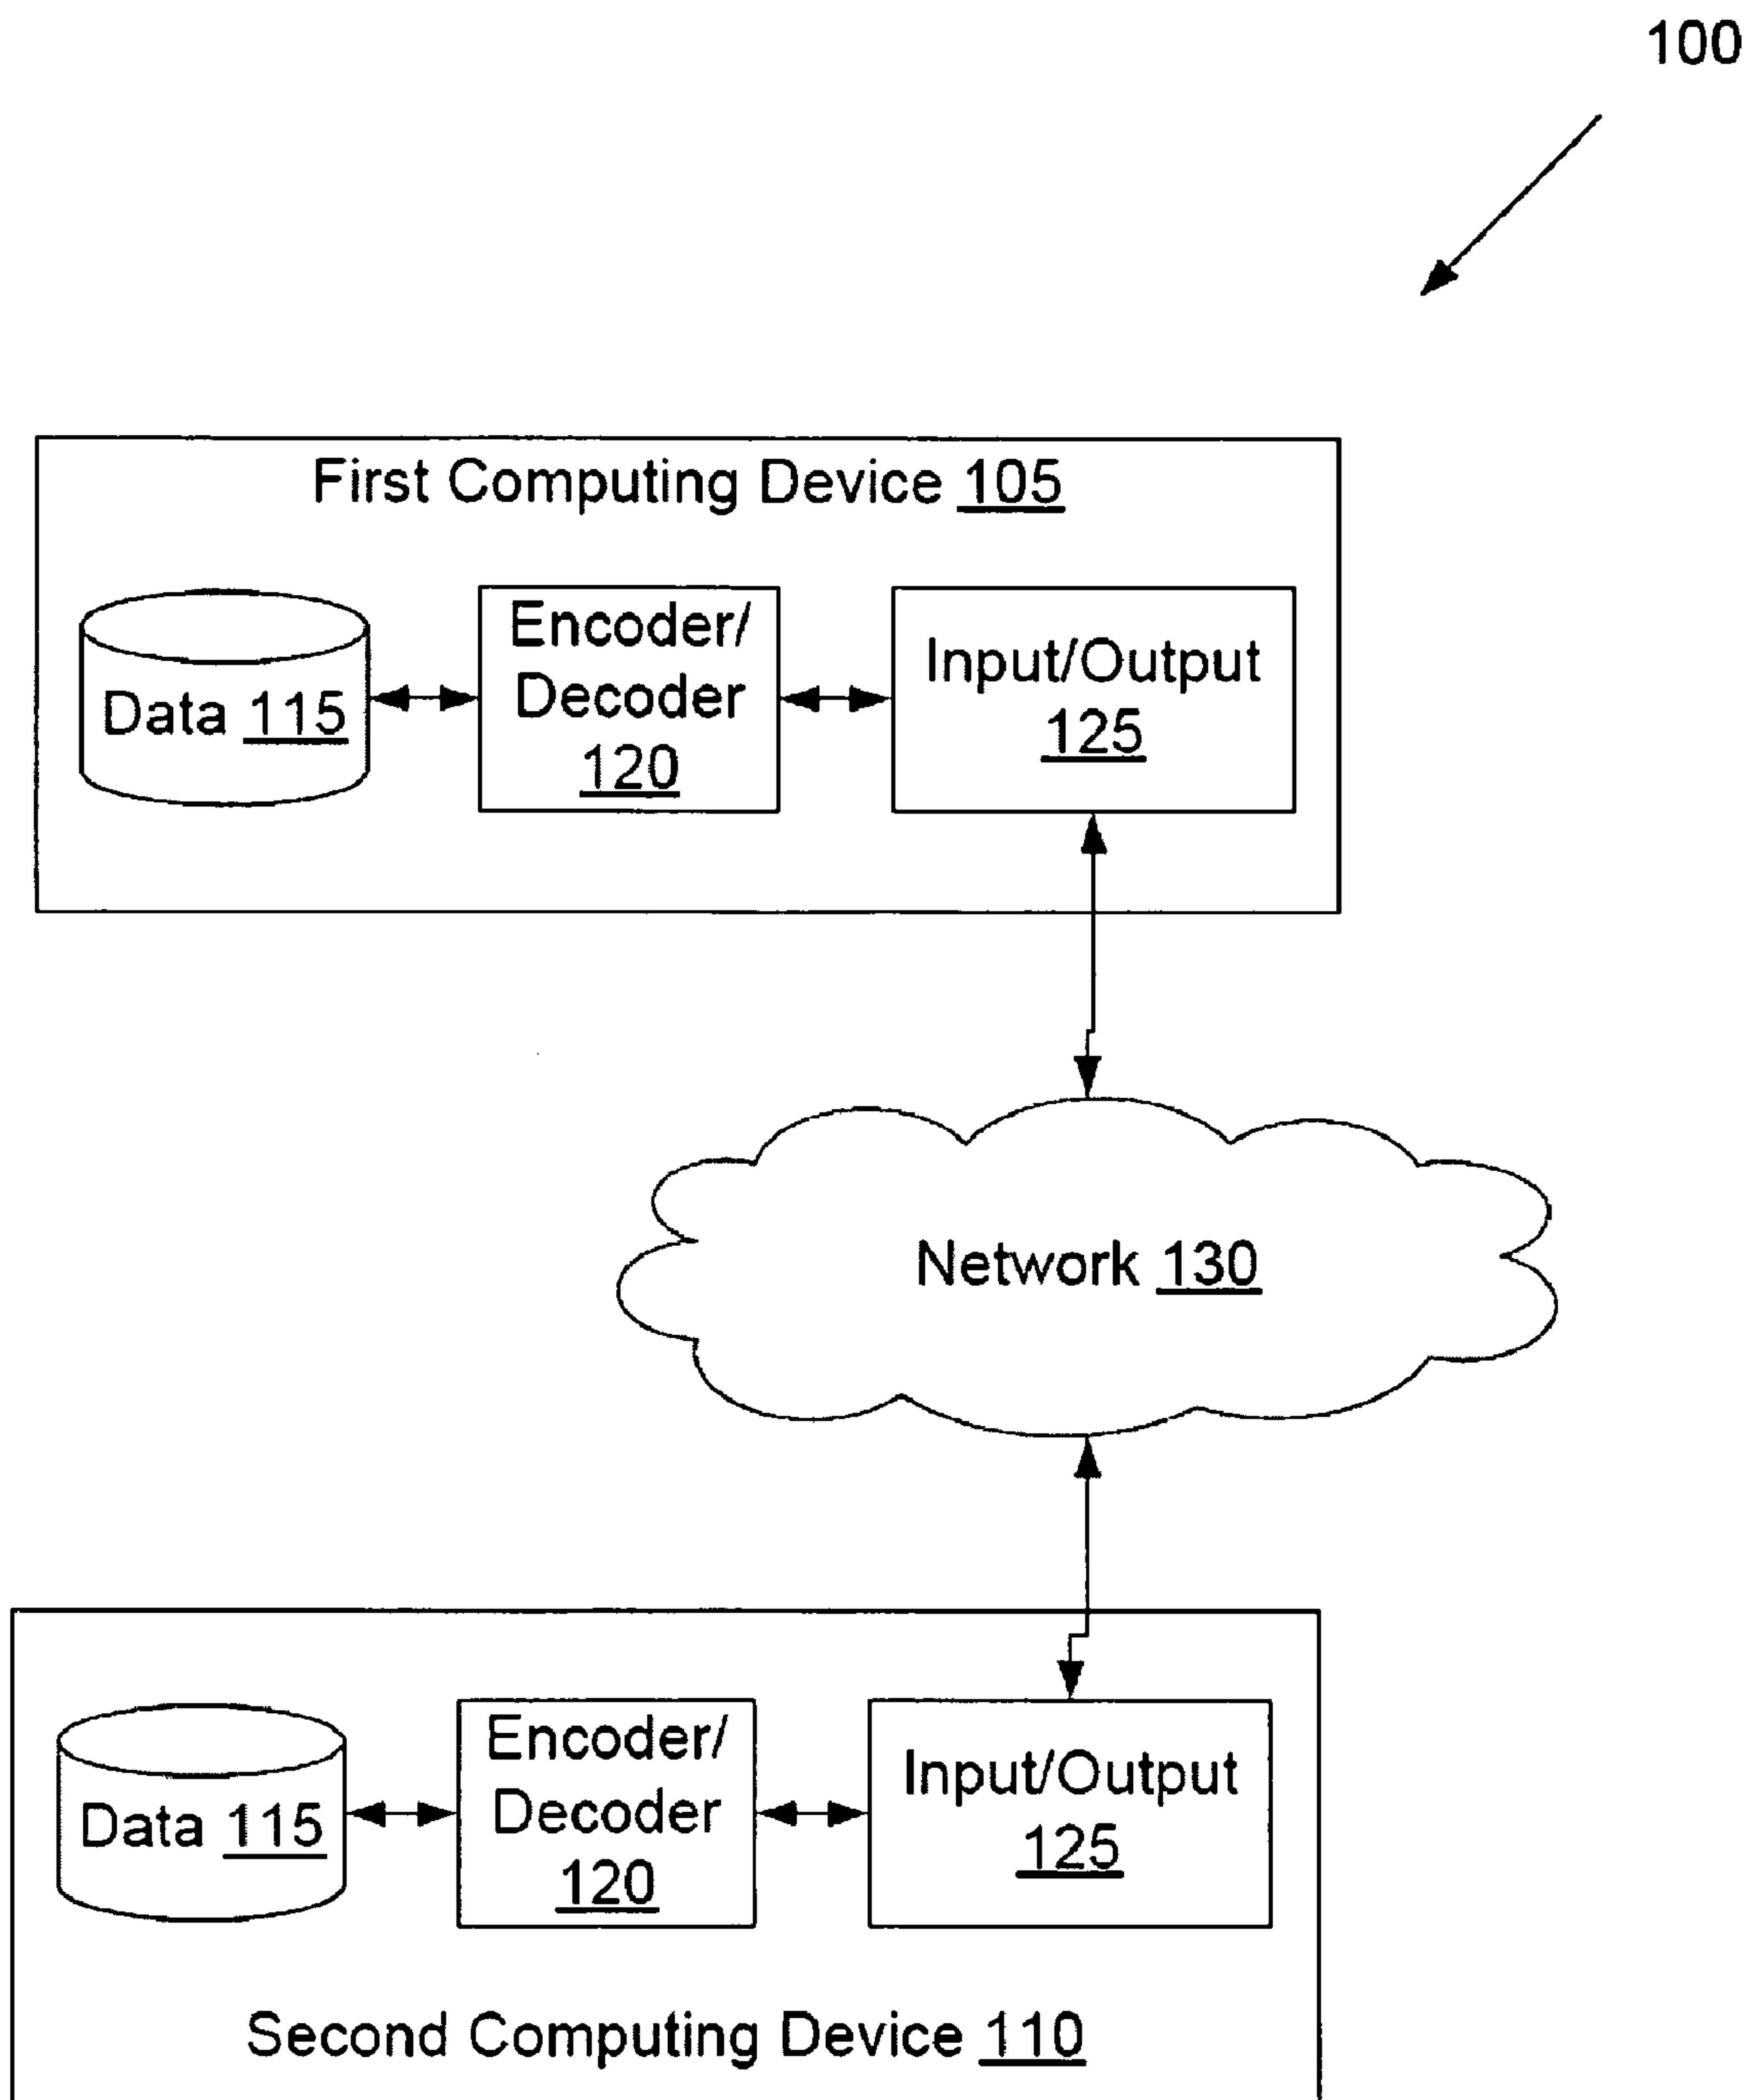 100
First Computing Device 105
Data 115
Encoder/
Decoder
120
Input/Output
125
Network 130
Data 115
Encoder/
Decoder
120
Input/Output
125
Second Computing Device 110